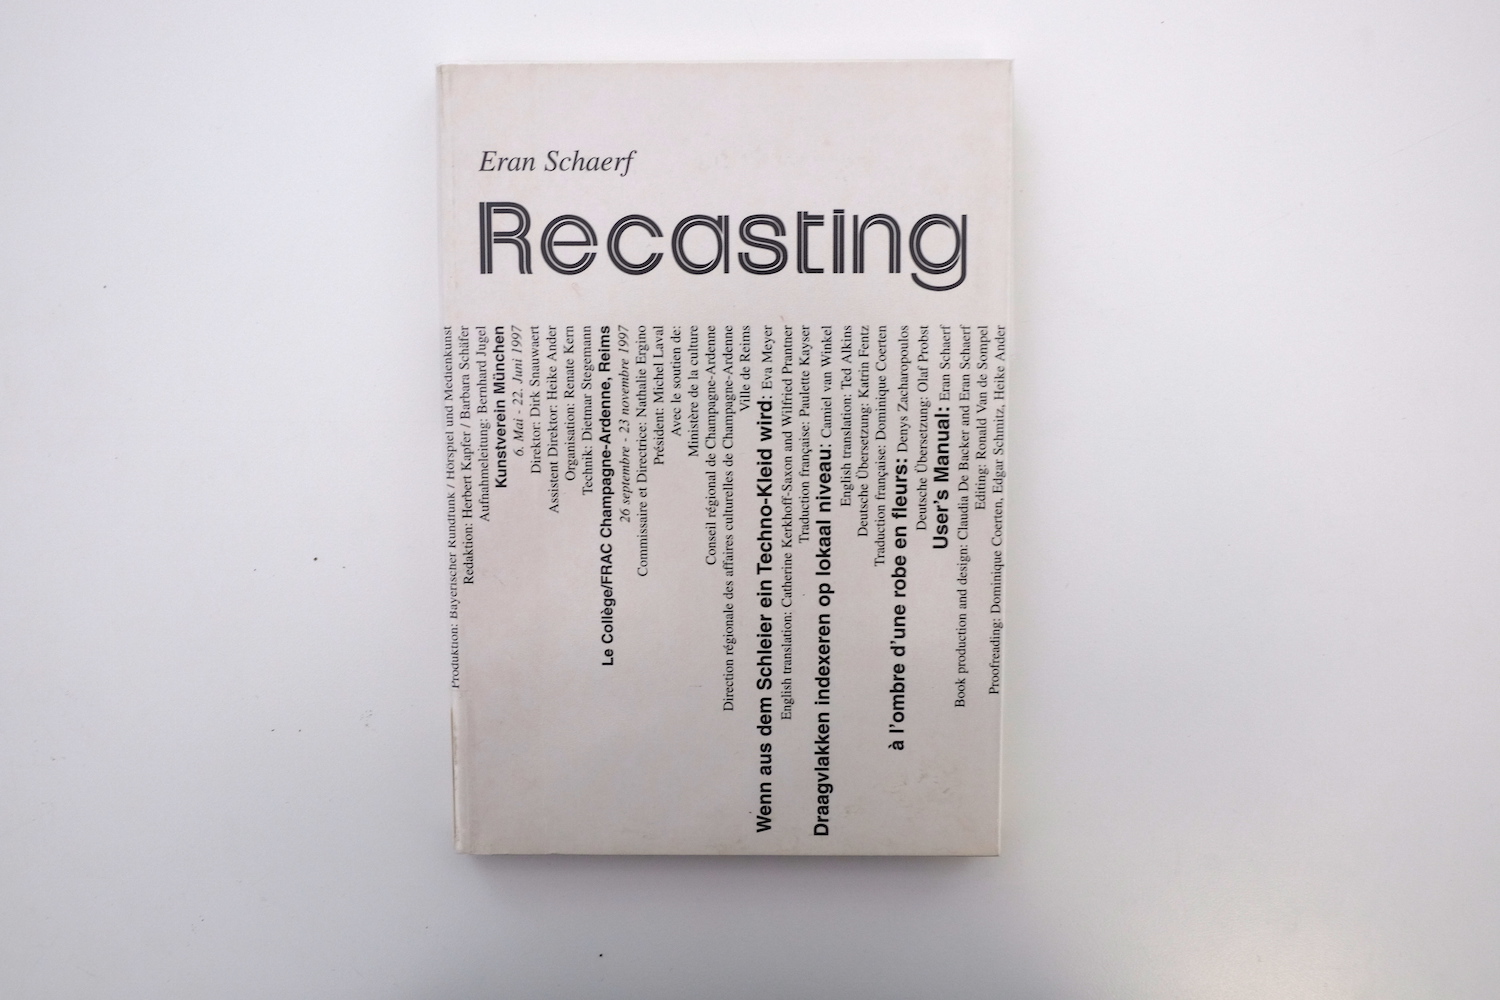 Eran Schaerf
Recasting
Produktion: Bayerischer Rundfunk / Hörspiel und Medienkunst
Redaktion: Herbert Kapfer / Barbara Schäfer
Aufnahmeleitung: Bernhard Jugel
Kunstverein München
6. Mai - 22. Juni 1997
Direktor: Dirk Snauwaert
Assistent Direktor: Heike Ander
Organisation: Renate Kern
Technik: Dietmar Stegemann
Le Collège/FRAC Champagne-Ardenne, Reims
26 septembre - 23 novembre 1997
Commissaire et Directrice: Nathalie Ergino
Président: Michel Laval
Avec le soutien de:
Ministère de la culture
Conseil régional de Champagne-Ardenne
Direction régionale des affaires culturelles de Champagne-Ardenne
Ville de Reims
Wenn aus dem Schleier ein Techno-Kleid wird: Eva Meyer
English translation: Catherine Kerkhoff-Saxon and Wilfried Prantner
Traduction française: Paulette Kayser
Draagvlakken indexeren op lokaal niveau: Camiel van Winkel
English translation: Ted Alkins
Deutsche Übersetzung: Katrin Fentz
Traduction française: Dominique Coerten
à l'ombre d'une robe en fleurs: Denys Zacharopoulos
Deutsche Übersetzung: Olaf Probst
User's Manual: Eran Schaerf
Book production and design: Claudia De Backer and Eran Schaerf
Editing: Ronald Van de Sompel
Proofreading: Dominique Coerten, Edgar Schmitz, Heike Ander